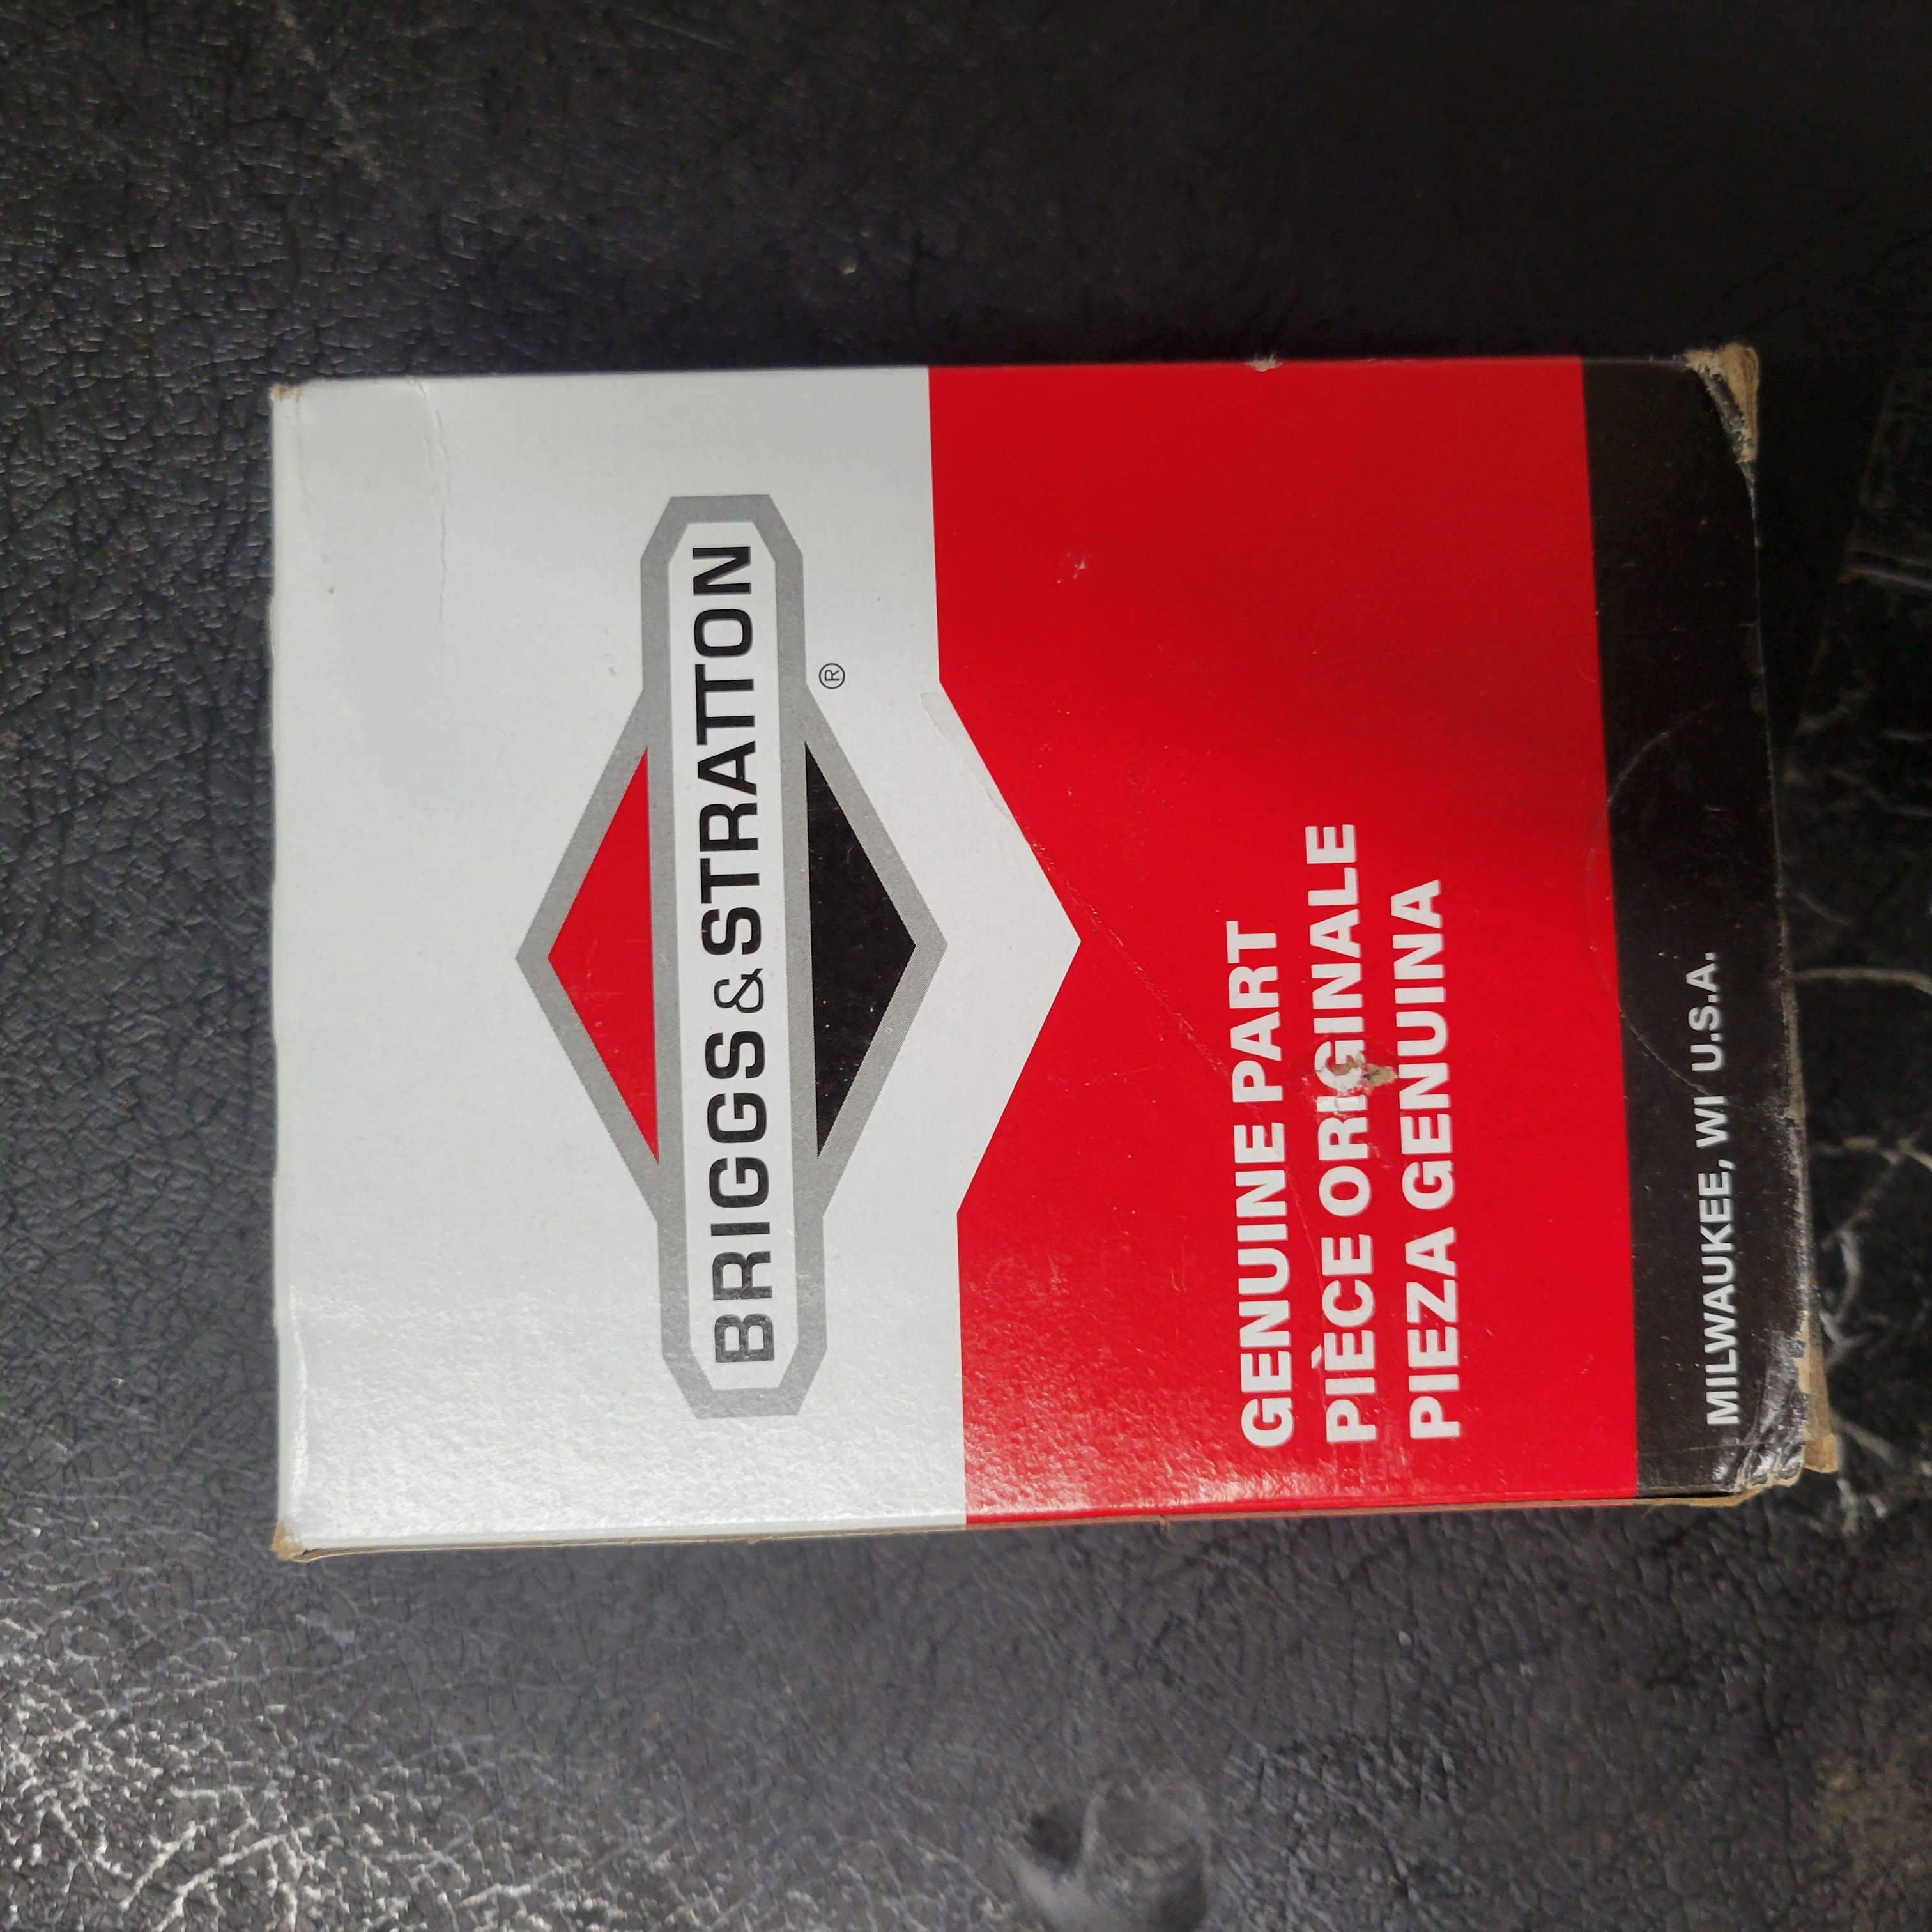 BRIGGS & STRATTON
®
GENUINE PART
PIÈCE ORIGINALE
PIEZA GENUINA
MILWAUKEE, WI U.S.A.